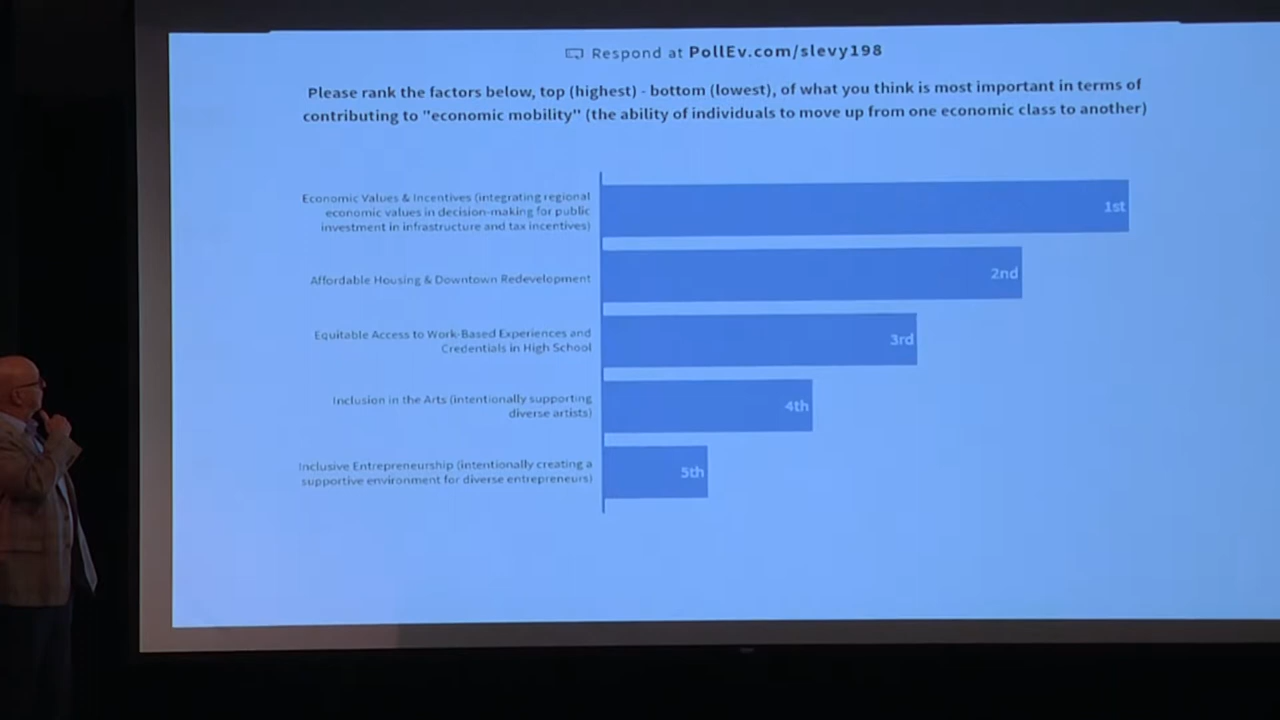 Respond at PollEv.com/slevy198
Please rank the factors below, top (highest) - bottom (lowest), of what you think is most important in terms of
contributing to "economic mobility" (the ability of individuals to move up from one economic class to another)
Economic Values & Incentives (integrating regional
economic values in decision-making for public
investment in infrastructure and tax incentives)
1st
Affordable Housing & Downtown Redevelopment
2nd
Equitable Access to Work-Based Experiences and
Credentials in High School
3rd
Inclusion in the Arts (intentionally supporting
diverse artists)
4th
Inclusive Entrepreneurship (intentionally creating a
supportive environment for diverse entrepreneurs)
5th